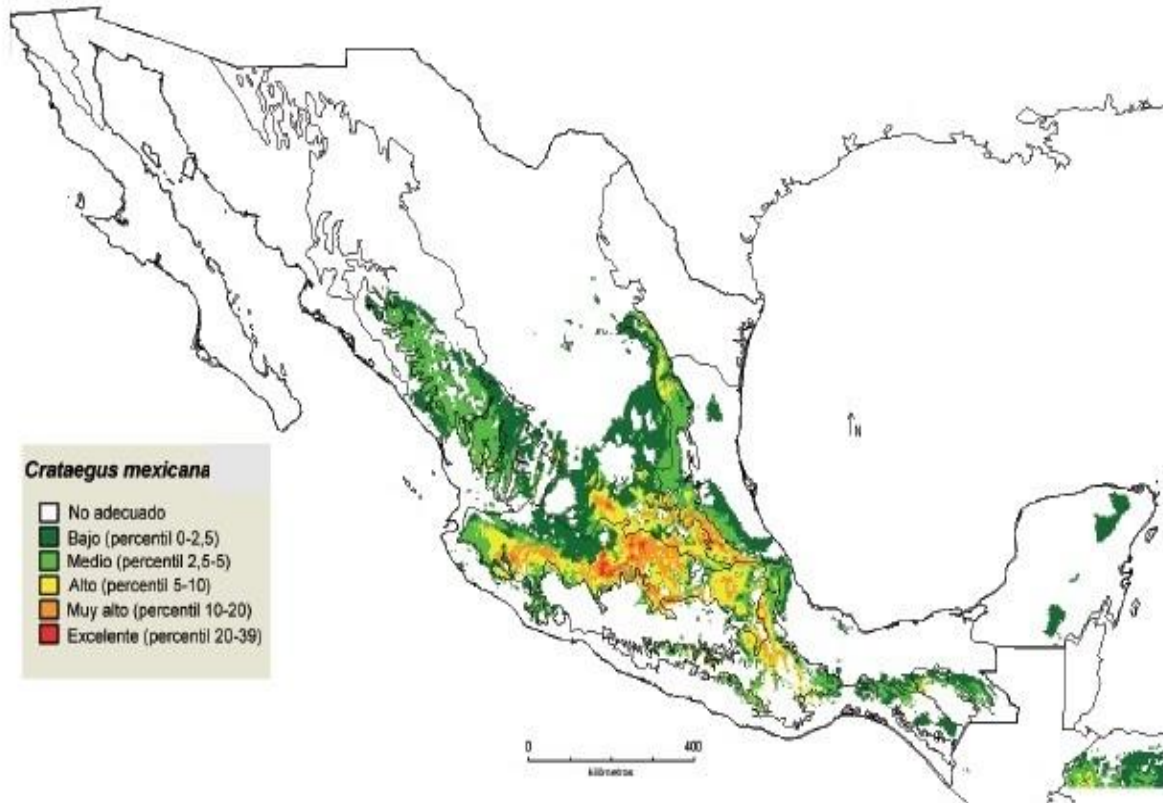 N
Crataegus mexicana
No adecuado
Bajo (percentil 0-2,5)
Medio (percentil 2,5-5)
Alto (percentil 5-10)
Muy alto (percentil 10-20)
Excelente (percentil 20-39)
0 400
kilómetros